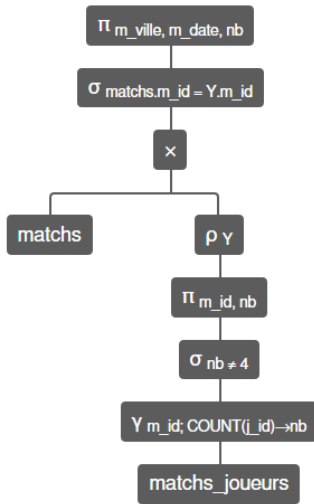 π m_ville, m_date, nb
σ matchs.m_id = Y.m_id
×
matchs
ρ Y
π m_id, nb
σ nb ≠ 4
γ m_id; COUNT(j_id)→nb
matchs_joueurs